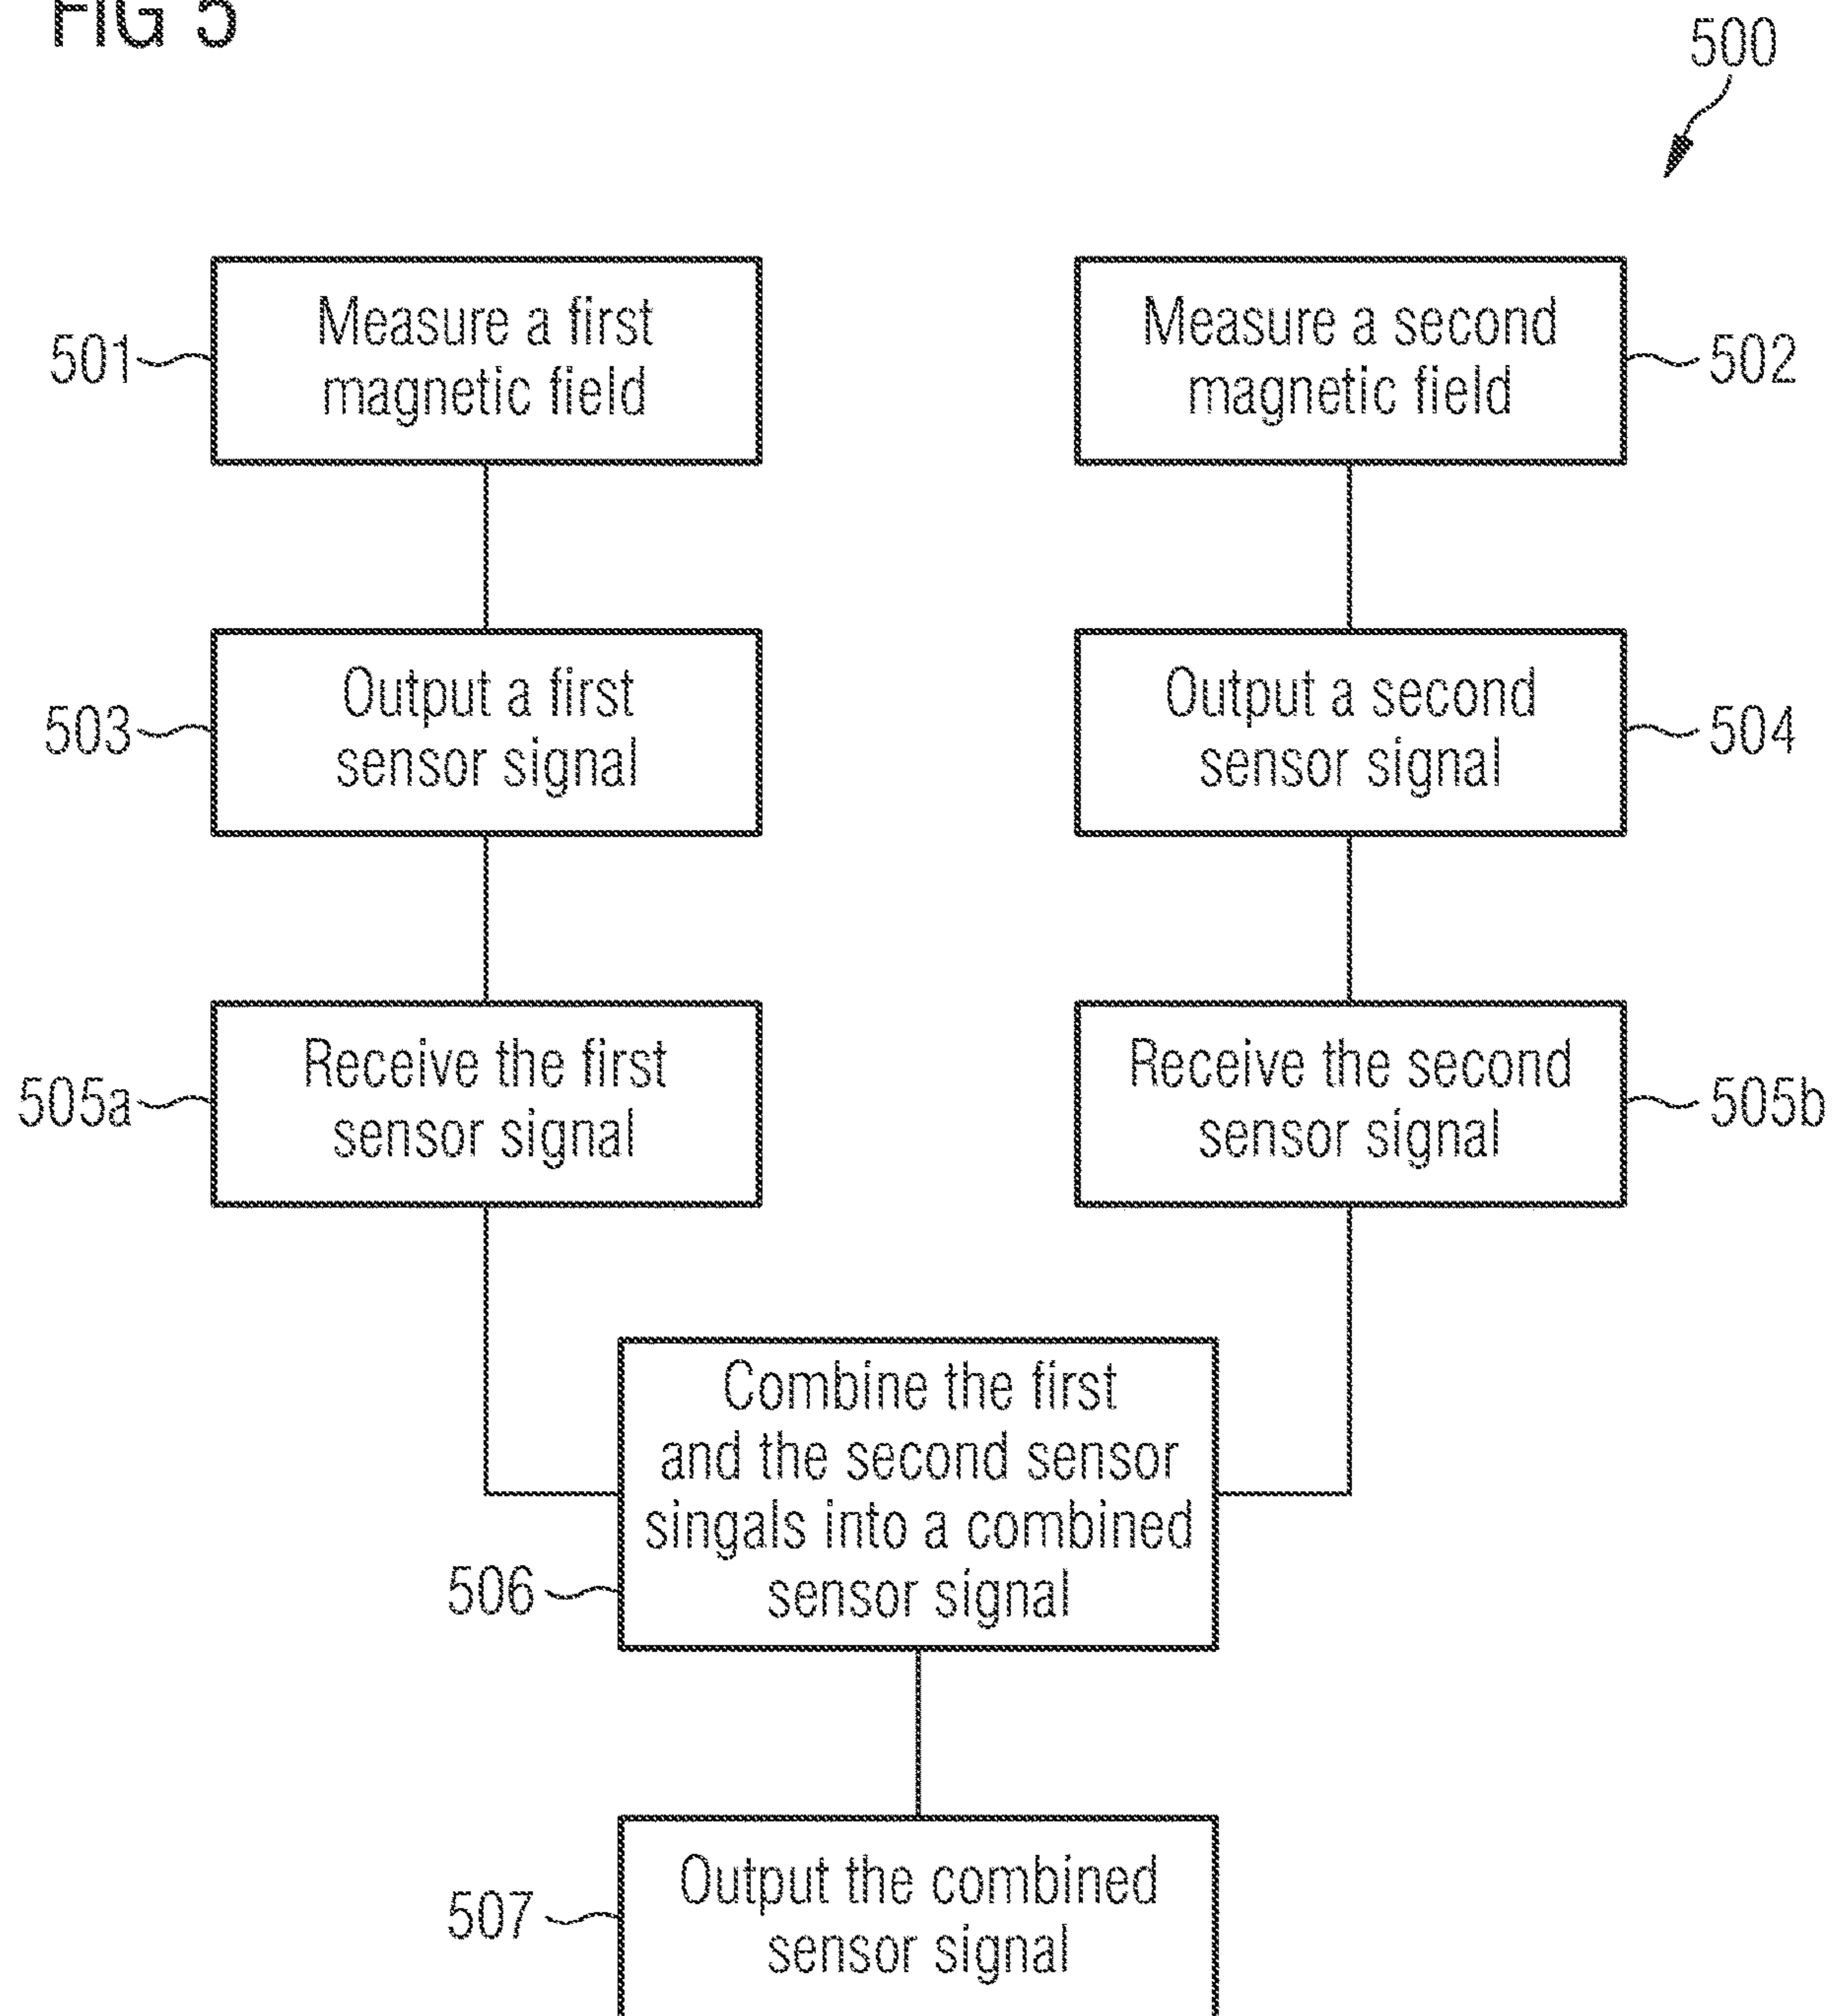 FIG 5
500
501
Measure a first
magnetic field
Measure a second
magnetic field
502
503
Output a first
sensor signal
Output a second
sensor signal
504
505a
Receive the first
sensor signal
Receive the second
sensor signal
505b
Combine the first
and the second sensor
singals into a combined
sensor signal
506
507
Output the combined
sensor signal